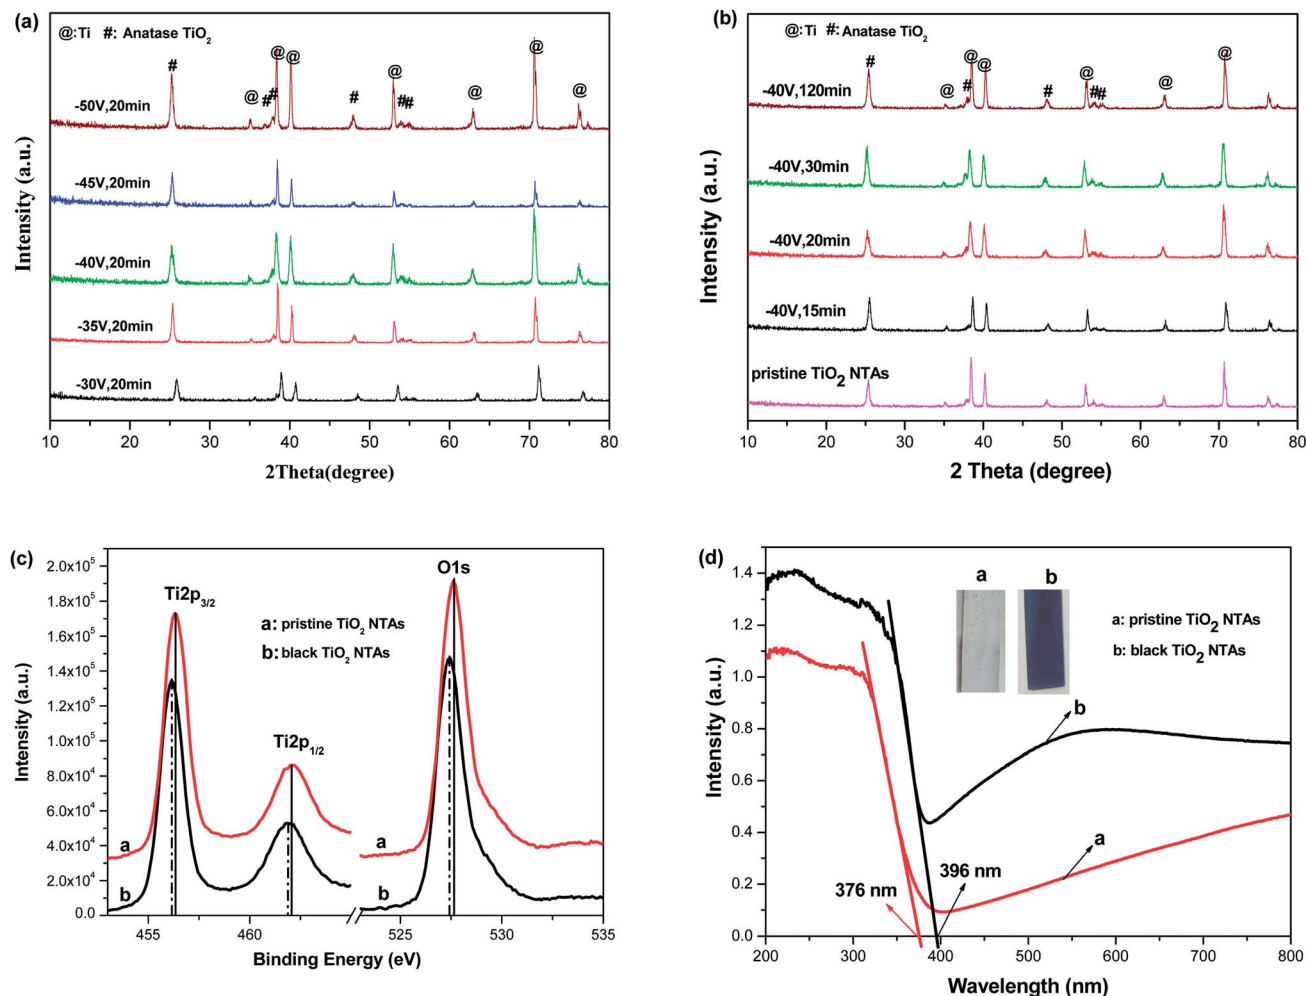 (a)
@:Ti #: Anatase TiO2
# @ # # @ @ # @ # # @ @ @
-50V,20min
-45V,20min
-40V,20min
-35V,20min
-30V,20min
Intensity (a.u.)
10 20 30 40 50 60 70 80
2Theta(degree)
(b)
@:Ti #: Anatase TiO2
# @ # # @ @ # @ # # @ @
-40V,120min
-40V,30min
-40V,20min
-40V,15min
pristine TiO2 NTAs
Intensity (a.u.)
10 20 30 40 50 60 70 80
2 Theta (degree)
(c)
2.0x10^5
1.8x10^5
1.6x10^5
1.4x10^5
1.2x10^5
1.0x10^5
8.0x10^4
6.0x10^4
4.0x10^4
2.0x10^4
0.0
Intensity (a.u.)
Ti2p3/2
Ti2p1/2
O1s
a: pristine TiO2 NTAs
b: black TiO2 NTAs
a
b
a
b
455 460 525 530 535
Binding Energy (eV)
(d)
1.4
1.2
1.0
0.8
0.6
0.4
0.2
0.0
Intensity (a.u.)
a b
a: pristine TiO2 NTAs
b: black TiO2 NTAs
b
a
376 nm
396 nm
200 300 400 500 600 700 800
Wavelength (nm)